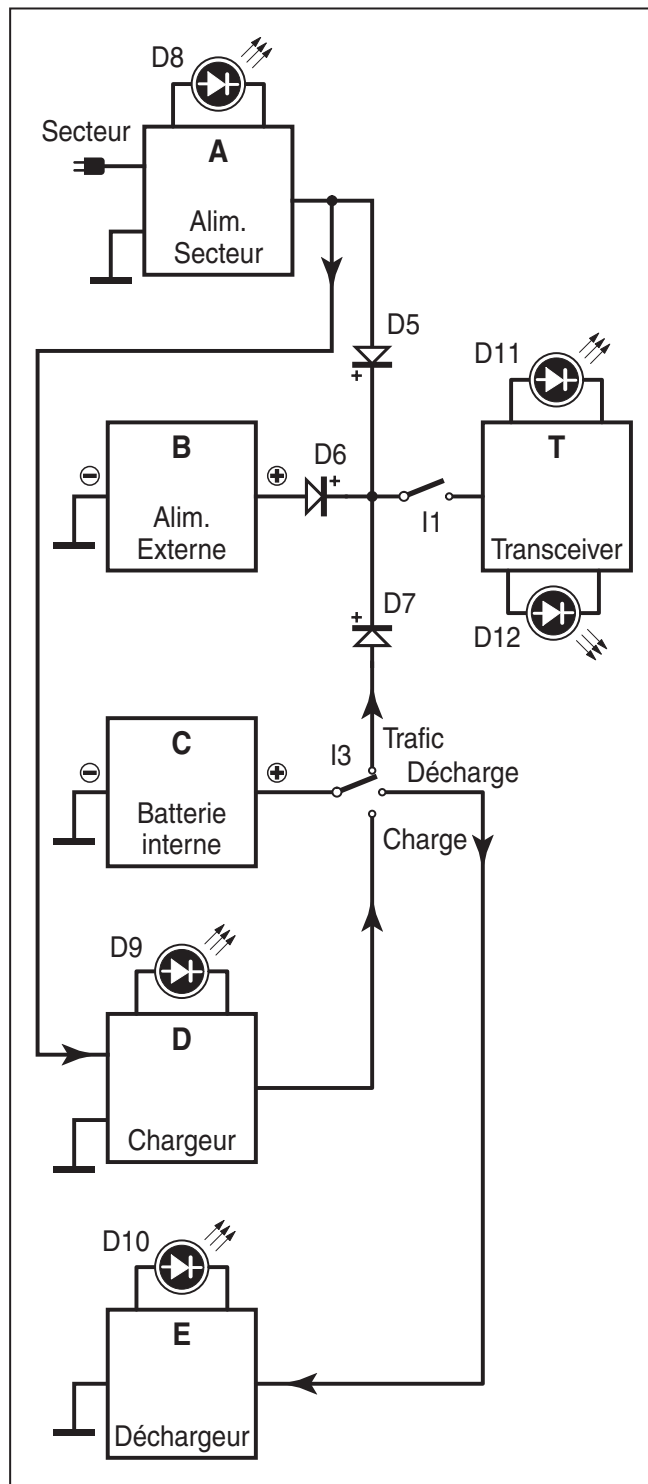 D8
Secteur
A
Alim.
Secteur
D5
+
D11
B
Alim.
Externe
D6
+
I1
T
Transceiver
D12
D7
+
C
Batterie
interne
I3
Trafic
Décharge
Charge
D9
D
Chargeur
D10
E
Déchargeur